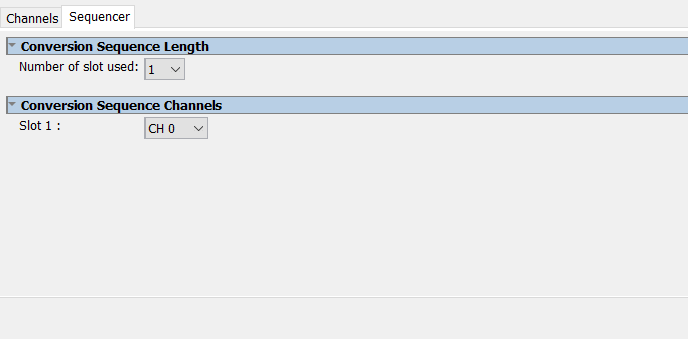 Channels Sequencer
Conversion Sequence Length
Number of slot used: 1
Conversion Sequence Channels
Slot 1 : CH 0